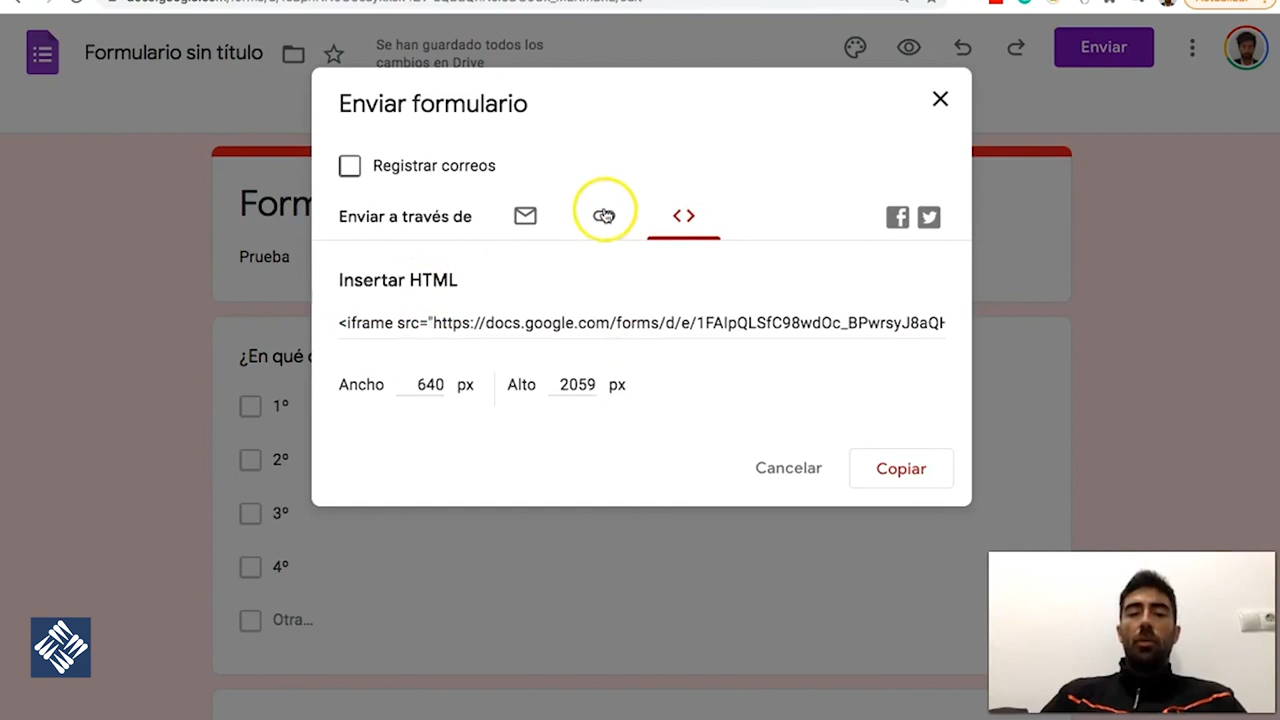 Formulario sin título
Se han guardado todos los
cambios en Drive
Enviar
Enviar formulario
Registrar correos
Enviar a través de
Form
Prueba
Insertar HTML
<iframe src="https://docs.google.com/forms/d/e/1FAIpQLSfC98wdOc_BPwrsyJ8aQH
¿En qué
Ancho 640 px Alto 2059 px
1º
2º
Cancelar Copiar
3º
4º
Otra...